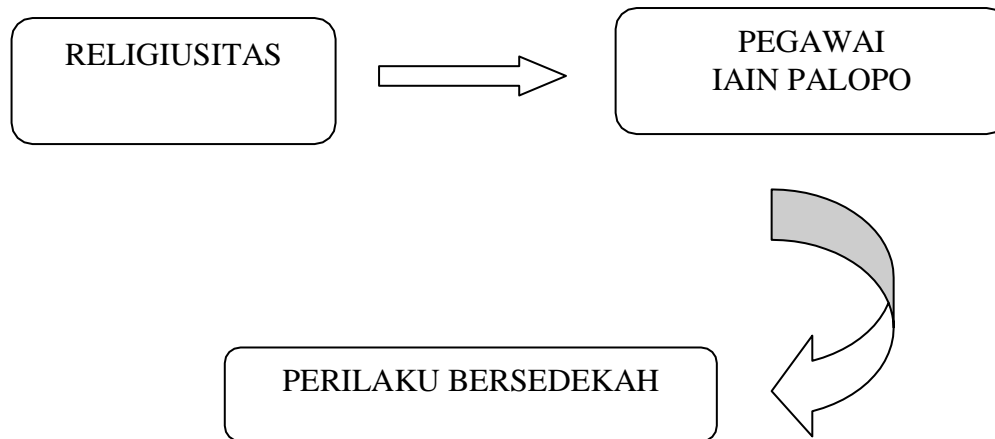 RELIGIUSITAS
PEGAWAI
IAIN PALOPO
PERILAKU BERSEDEKAH